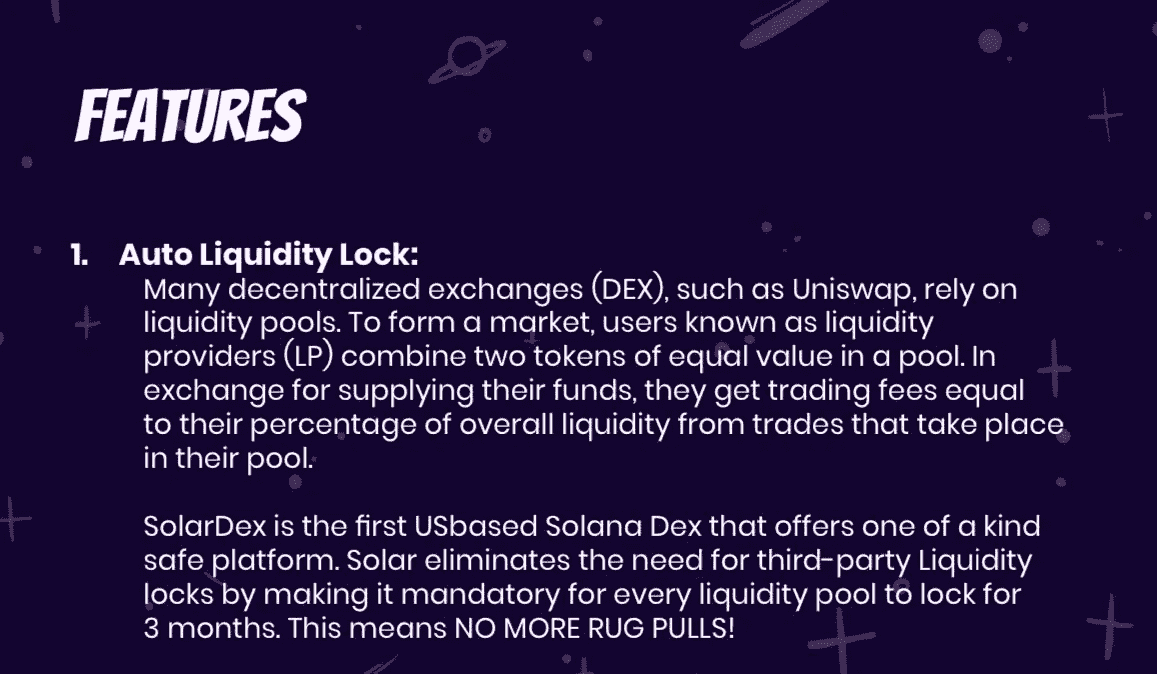 FEATURES
1. Auto Liquidity Lock:
Many decentralized exchanges (DEX), such as Uniswap, rely on
liquidity pools. To form a market, users known as liquidity
providers (LP) combine two tokens of equal value in a pool. In
exchange for supplying their funds, they get trading fees equal
to their percentage of overall liquidity from trades that take place
in their pool.
SolarDex is the first USbased Solana Dex that offers one of a kind
safe platform. Solar eliminates the need for third-party Liquidity
locks by making it mandatory for every liquidity pool to lock for
3 months. This means NO MORE RUG PULLS!